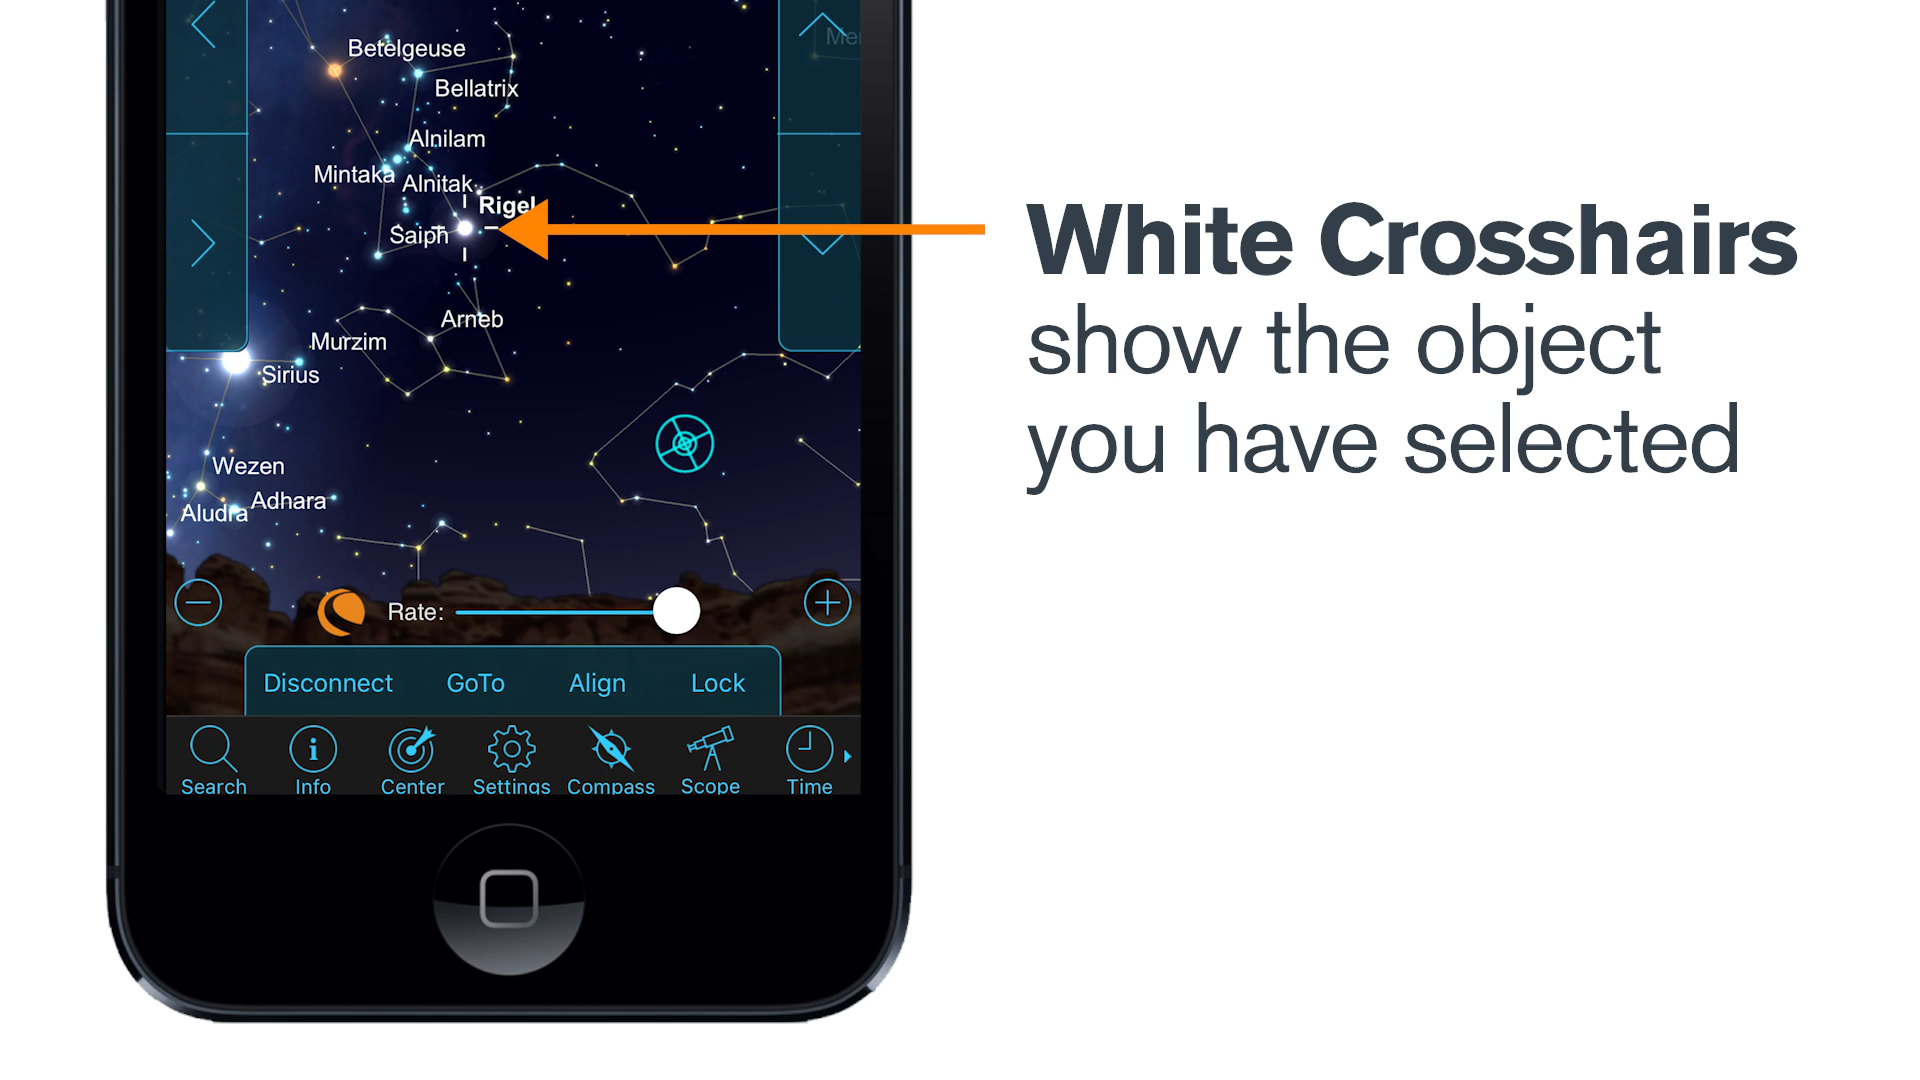 Betelgeuse
Bellatrix
Alnilam
Mintaka
Alnitak
Rigel
Saiph
Arneb
Murzim
Sirius
Wezen
Adhara
Aludra
Rate:
Disconnect GoTo Align Lock
Search Info Center Settings Compass Scope Time
White Crosshairs
show the object
you have selected